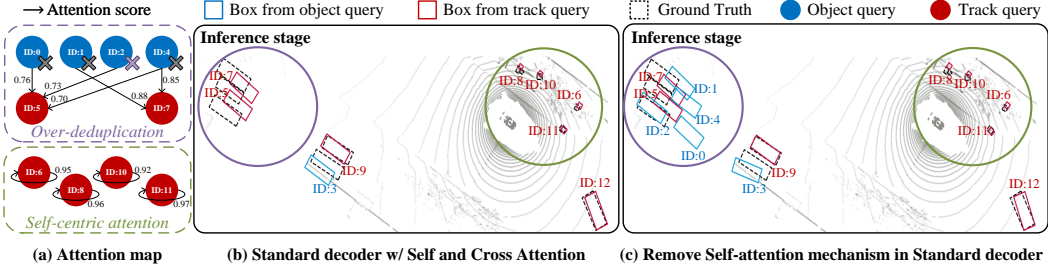 Attention score
Box from object query
Box from track query
Ground Truth
Object query
Track query
ID:0
ID:1
ID:2
ID:4
0.76
0.73
0.70
0.88
0.85
ID:5
ID:7
Over-deduplication
ID:6
0.95
ID:10
0.92
ID:8
0.96
ID:11
0.97
Self-centric attention
(a) Attention map
Inference stage
ID:7
ID:5
ID:8
ID:10
ID:6
ID:11
ID:9
ID:3
ID:12
(b) Standard decoder w/ Self and Cross Attention
Inference stage
ID:7
ID:1
ID:5
ID:4
ID:2
ID:0
ID:8
ID:10
ID:6
ID:11
ID:9
ID:3
ID:12
(c) Remove Self-attention mechanism in Standard decoder